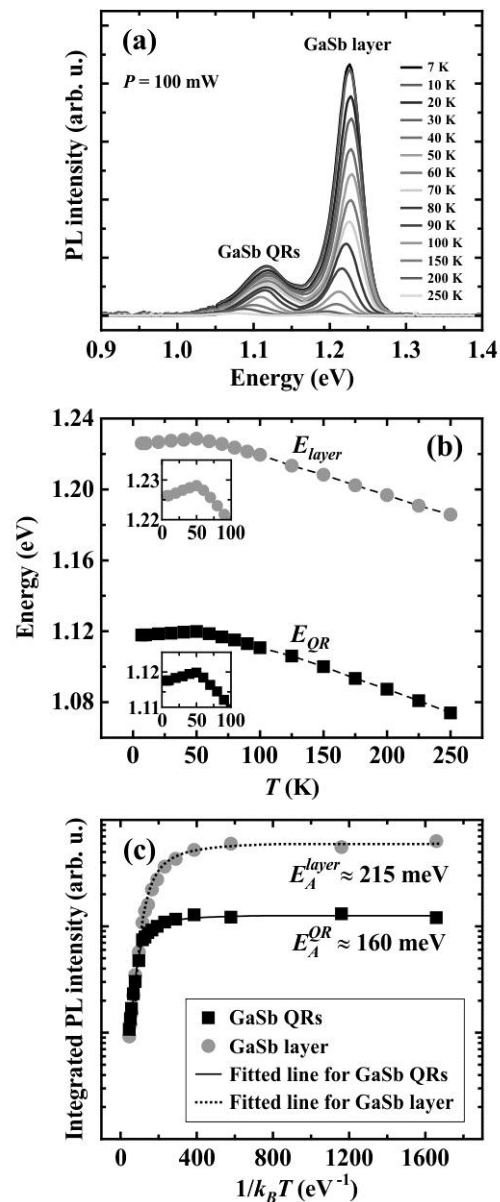 (a)
GaSb layer
P = 100 mW
7 K
10 K
20 K
30 K
40 K
50 K
60 K
70 K
80 K
90 K
100 K
150 K
200 K
250 K
GaSb QRs
PL intensity (arb. u.)
0.9 1.0 1.1 1.2 1.3 1.4
Energy (eV)
(b)
1.24
1.20
1.16
1.12
1.08
Energy (eV)
E_layer
1.23
1.22
0 50 100
E_QR
1.12
1.11
0 50 100
0 25 50 75 100 125 150 175 200 225 250
T (K)
(c)
Integrated PL intensity (arb. u.)
E_A^layer ≈ 215 meV
E_A^QR ≈ 160 meV
GaSb QRs
GaSb layer
Fitted line for GaSb QRs
Fitted line for GaSb layer
0 400 800 1200 1600
1/k_BT (eV⁻¹)